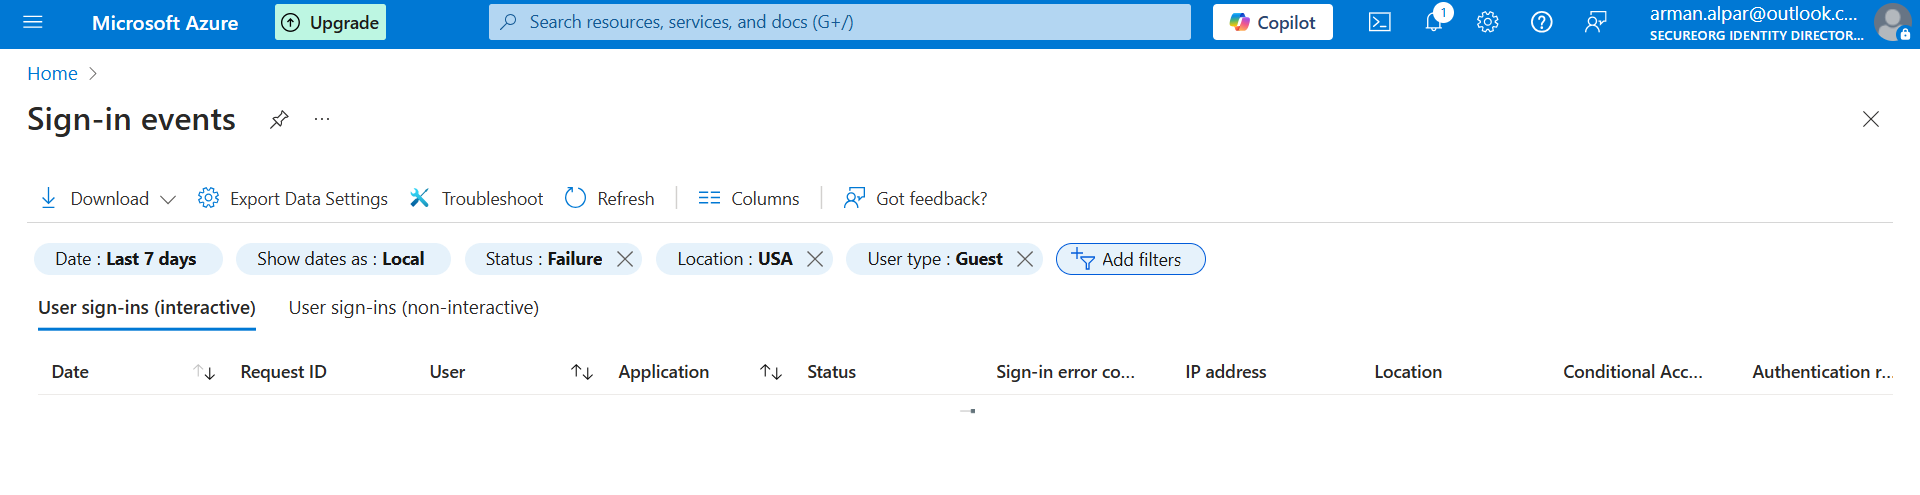 Microsoft Azure Upgrade Search resources, services, and docs (G+/) Copilot 1 arman.alpar@outlook.c...
SECUREORG IDENTITY DIRECTOR...
Home
Sign-in events ...
Download Export Data Settings Troubleshoot Refresh Columns Got feedback?
Date : Last 7 days Show dates as : Local Status : Failure Location : USA User type : Guest Add filters
User sign-ins (interactive) User sign-ins (non-interactive)
Date Request ID User Application Status Sign-in error co... IP address Location Conditional Acc... Authentication r...